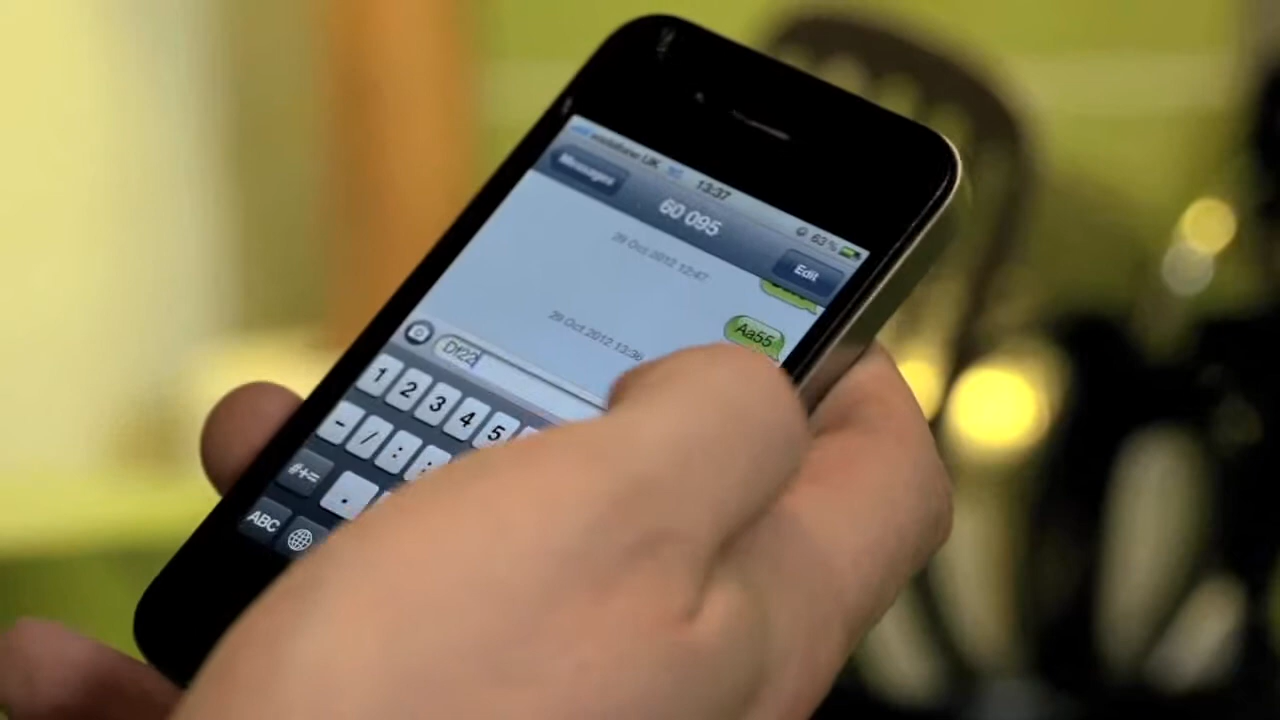 vodafone UK 13:37 63%
Messages 60 095 Edit
29 Oct 2012 12:47
Aa55
29 Oct 2012 13:36
Df22
1 2 3 4 5
- / : 
#+= .
ABC